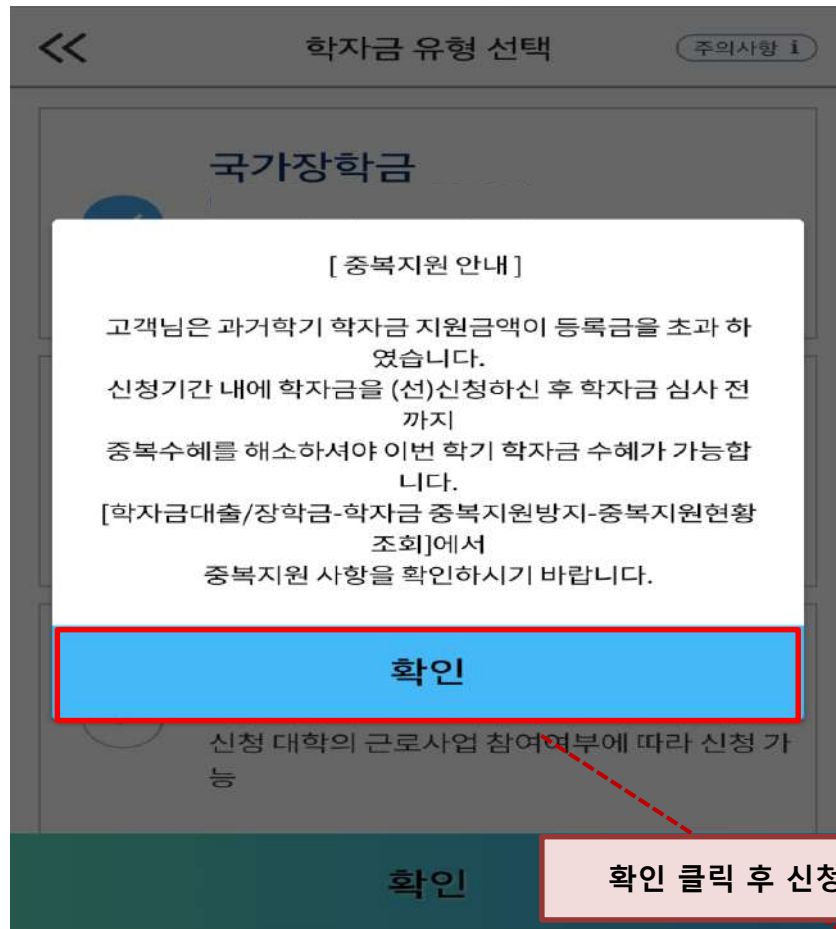 <<
학자금 유형 선택
주의사항 i
국가장학금
[ 중복지원 안내 ]
고객님은 과거학기 학자금 지원금액이 등록금을 초과 하
였습니다.
신청기간 내에 학자금을 (선)신청하신 후 학자금 심사 전
까지
중복수혜를 해소하셔야 이번 학기 학자금 수혜가 가능합
니다.
[학자금대출/장학금-학자금 중복지원방지-중복지원현황
조회]에서
중복지원 사항을 확인하시기 바랍니다.
확인
신청 대학의 근로사업 참여여부에 따라 신청 가
능
확인
확인 클릭 후 신청